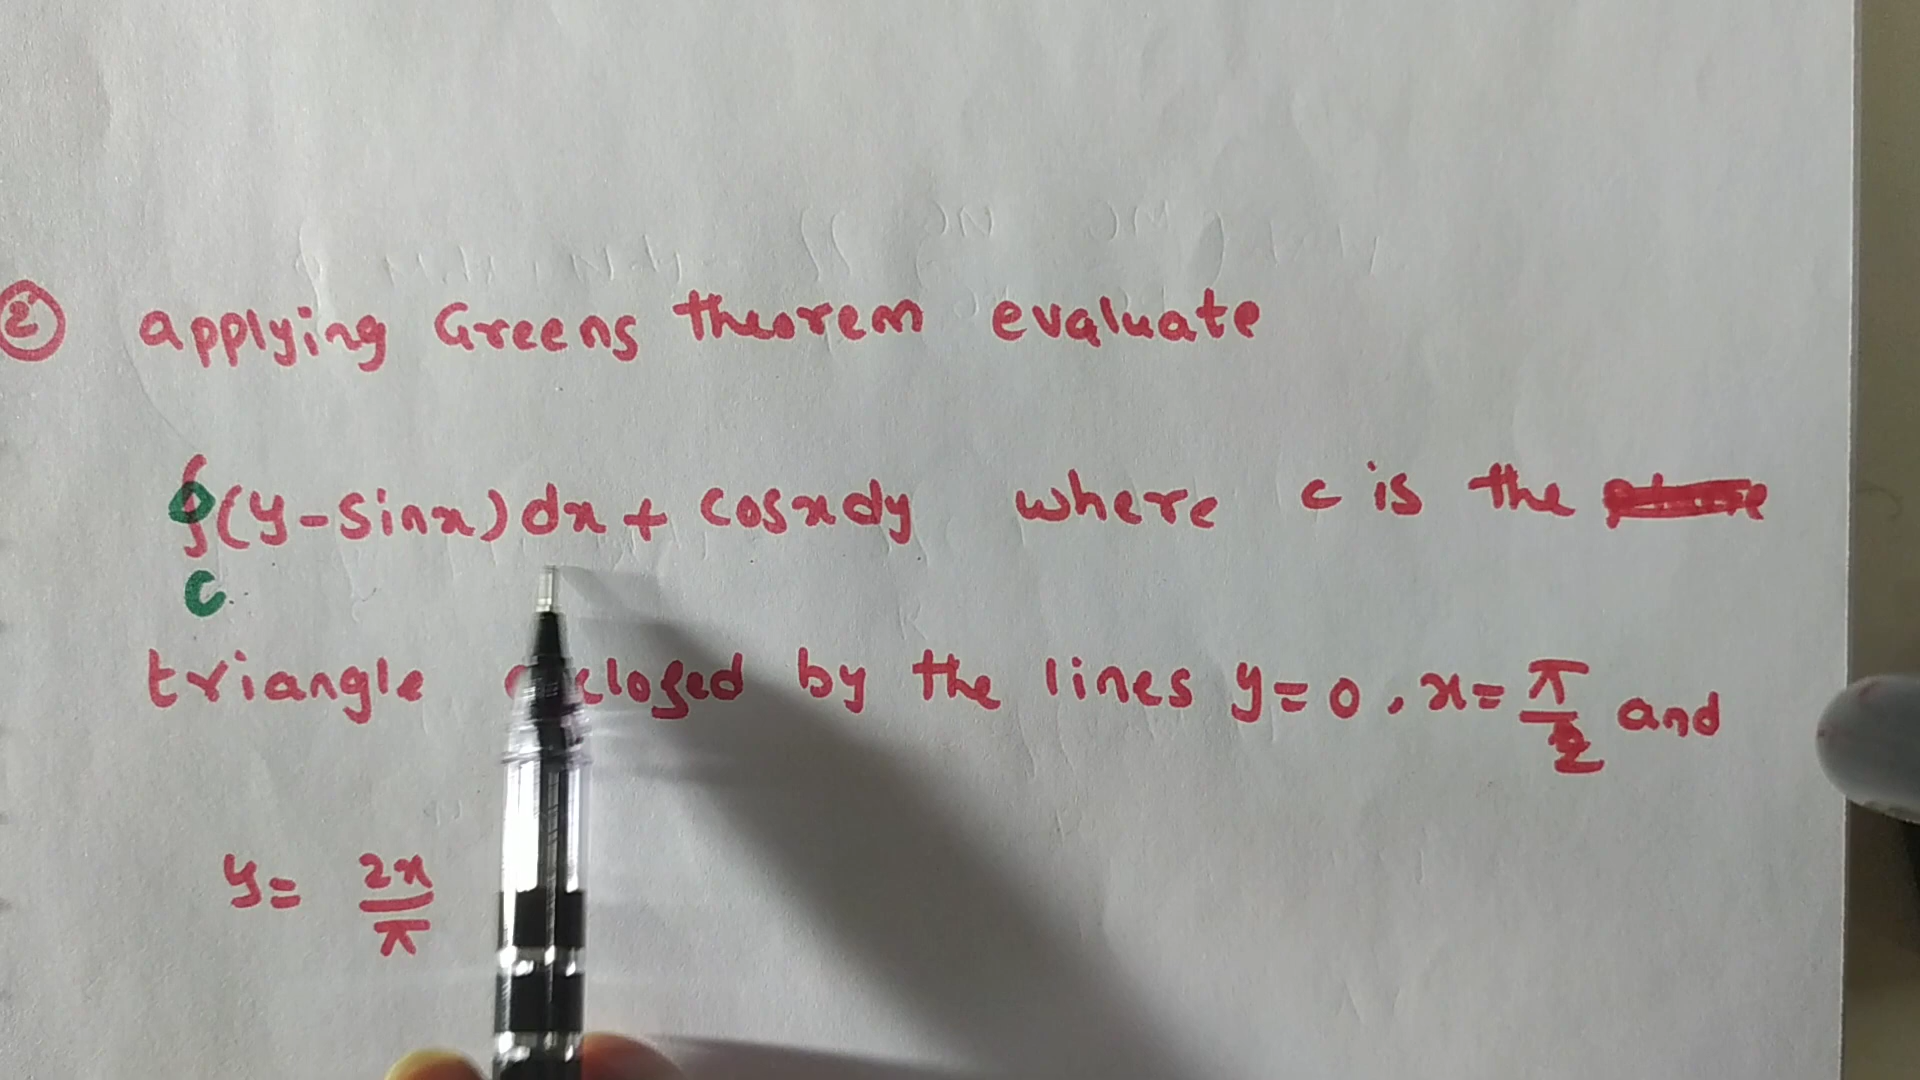 ② applying Greens theorem evaluate
∮(y-sinx)dx + cosxdy where c is the
c
triangle by the lines y=0, x=π/2 and
y= 2x/π